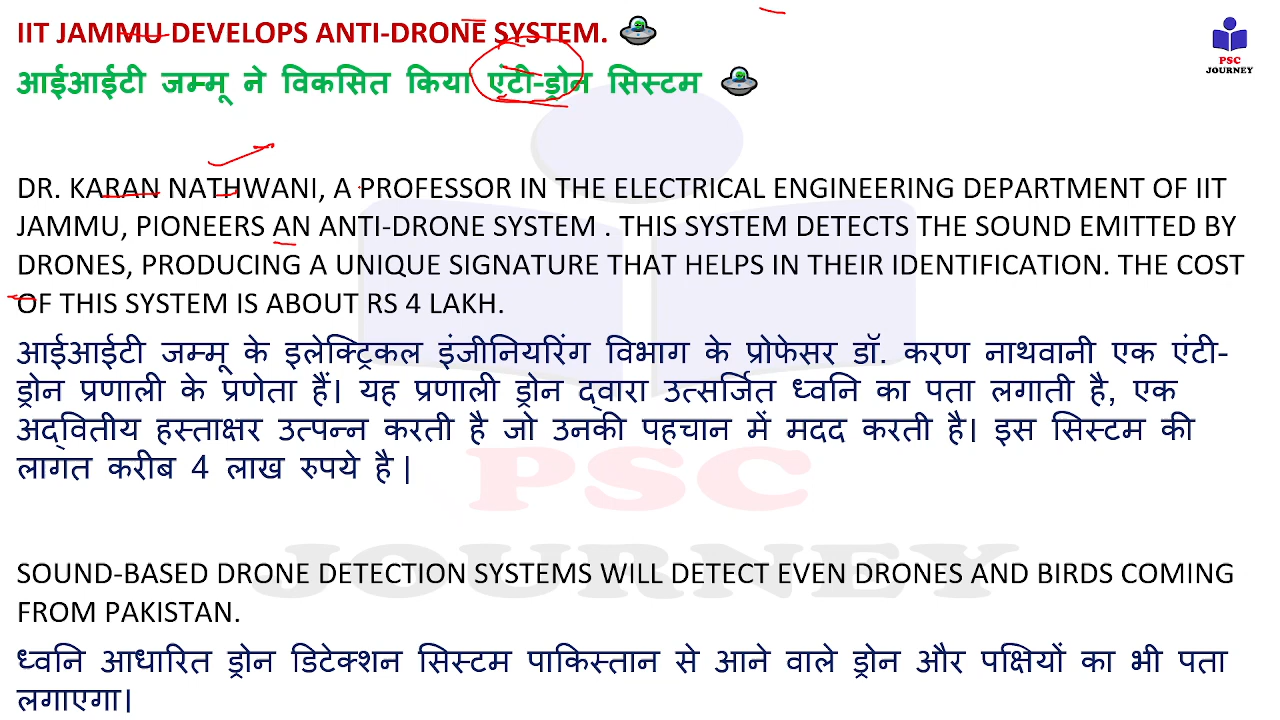 IIT JAMMU DEVELOPS ANTI-DRONE SYSTEM.
आईआईटी जम्मू ने विकसित किया एंटी-ड्रोन सिस्टम
PSC
JOURNEY
DR. KARAN NATHWANI, A PROFESSOR IN THE ELECTRICAL ENGINEERING DEPARTMENT OF IIT
JAMMU, PIONEERS AN ANTI-DRONE SYSTEM . THIS SYSTEM DETECTS THE SOUND EMITTED BY
DRONES, PRODUCING A UNIQUE SIGNATURE THAT HELPS IN THEIR IDENTIFICATION. THE COST
OF THIS SYSTEM IS ABOUT RS 4 LAKH.
आईआईटी जम्मू के इलेक्ट्रिकल इंजीनियरिंग विभाग के प्रोफेसर डॉ. करण नाथवानी एक एंटी-
ड्रोन प्रणाली के प्रणेता हैं। यह प्रणाली ड्रोन द्वारा उत्सर्जित ध्वनि का पता लगाती है, एक
अद्वितीय हस्ताक्षर उत्पन्न करती है जो उनकी पहचान में मदद करती है। इस सिस्टम की
लागत करीब 4 लाख रुपये है |
PSC
JOURNEY
SOUND-BASED DRONE DETECTION SYSTEMS WILL DETECT EVEN DRONES AND BIRDS COMING
FROM PAKISTAN.
ध्वनि आधारित ड्रोन डिटेक्शन सिस्टम पाकिस्तान से आने वाले ड्रोन और पक्षियों का भी पता
लगाएगा।